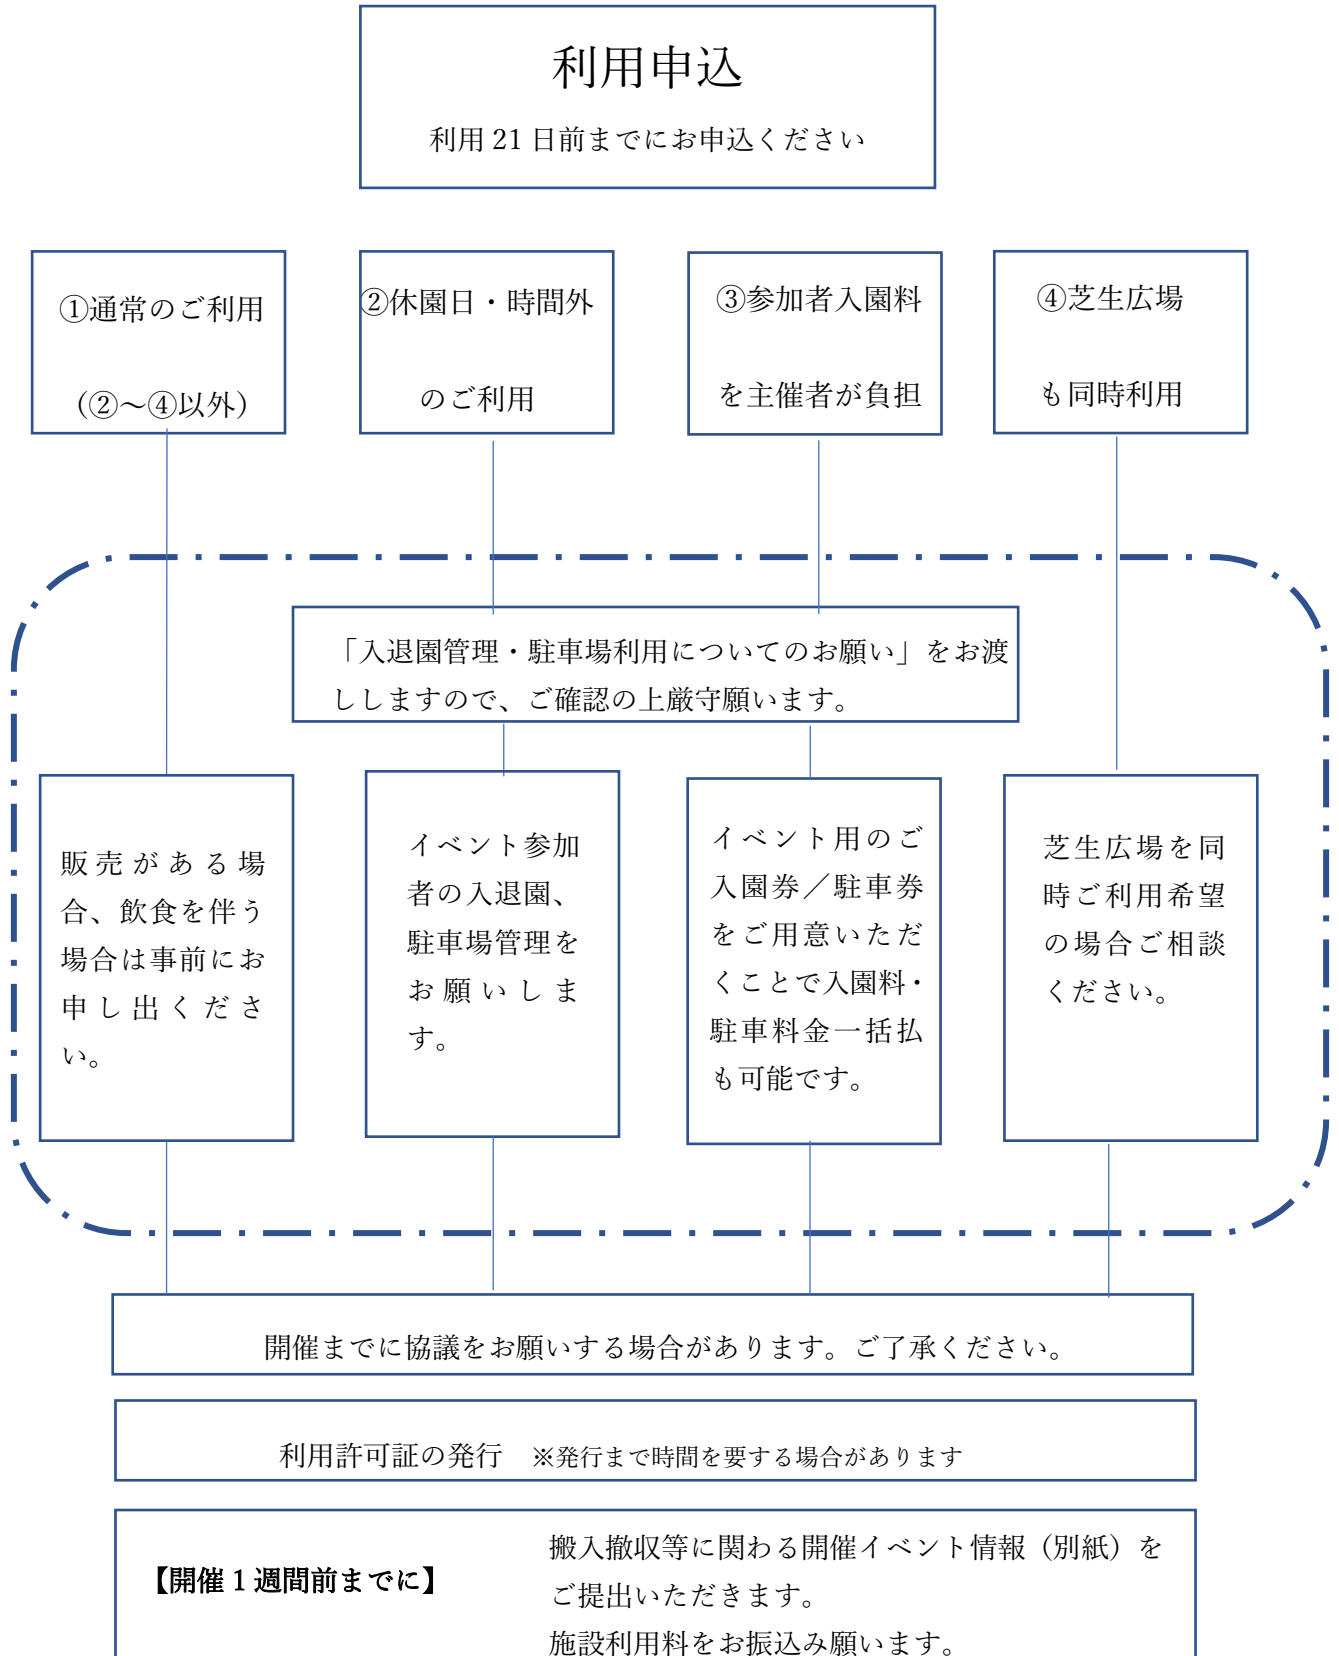 利用申込
利用 21 日前までにお申込ください
①通常のご利用
（②～④以外）
②休園日・時間外
のご利用
③参加者入園料
を主催者が負担
④芝生広場
も同時利用
「入退園管理・駐車場利用についてのお願い」をお渡
ししますので、ご確認の上厳守願います。
販売がある場
合、飲食を伴う
場合は事前にお
申し出くださ
い。
イベント参加
者の入退園、
駐車場管理を
お願いしま
す。
イベント用のご
入園券／駐車券
をご用意いただ
くことで入園料・
駐車料金一括払
も可能です。
芝生広場を同
時ご利用希望
の場合ご相談
ください。
開催までに協議をお願いする場合があります。ご了承ください。
利用許可証の発行　※発行まで時間を要する場合があります
【開催 1 週間前までに】
搬入撤収等に関わる開催イベント情報（別紙）を
ご提出いただきます。
施設利用料をお振込み願います。